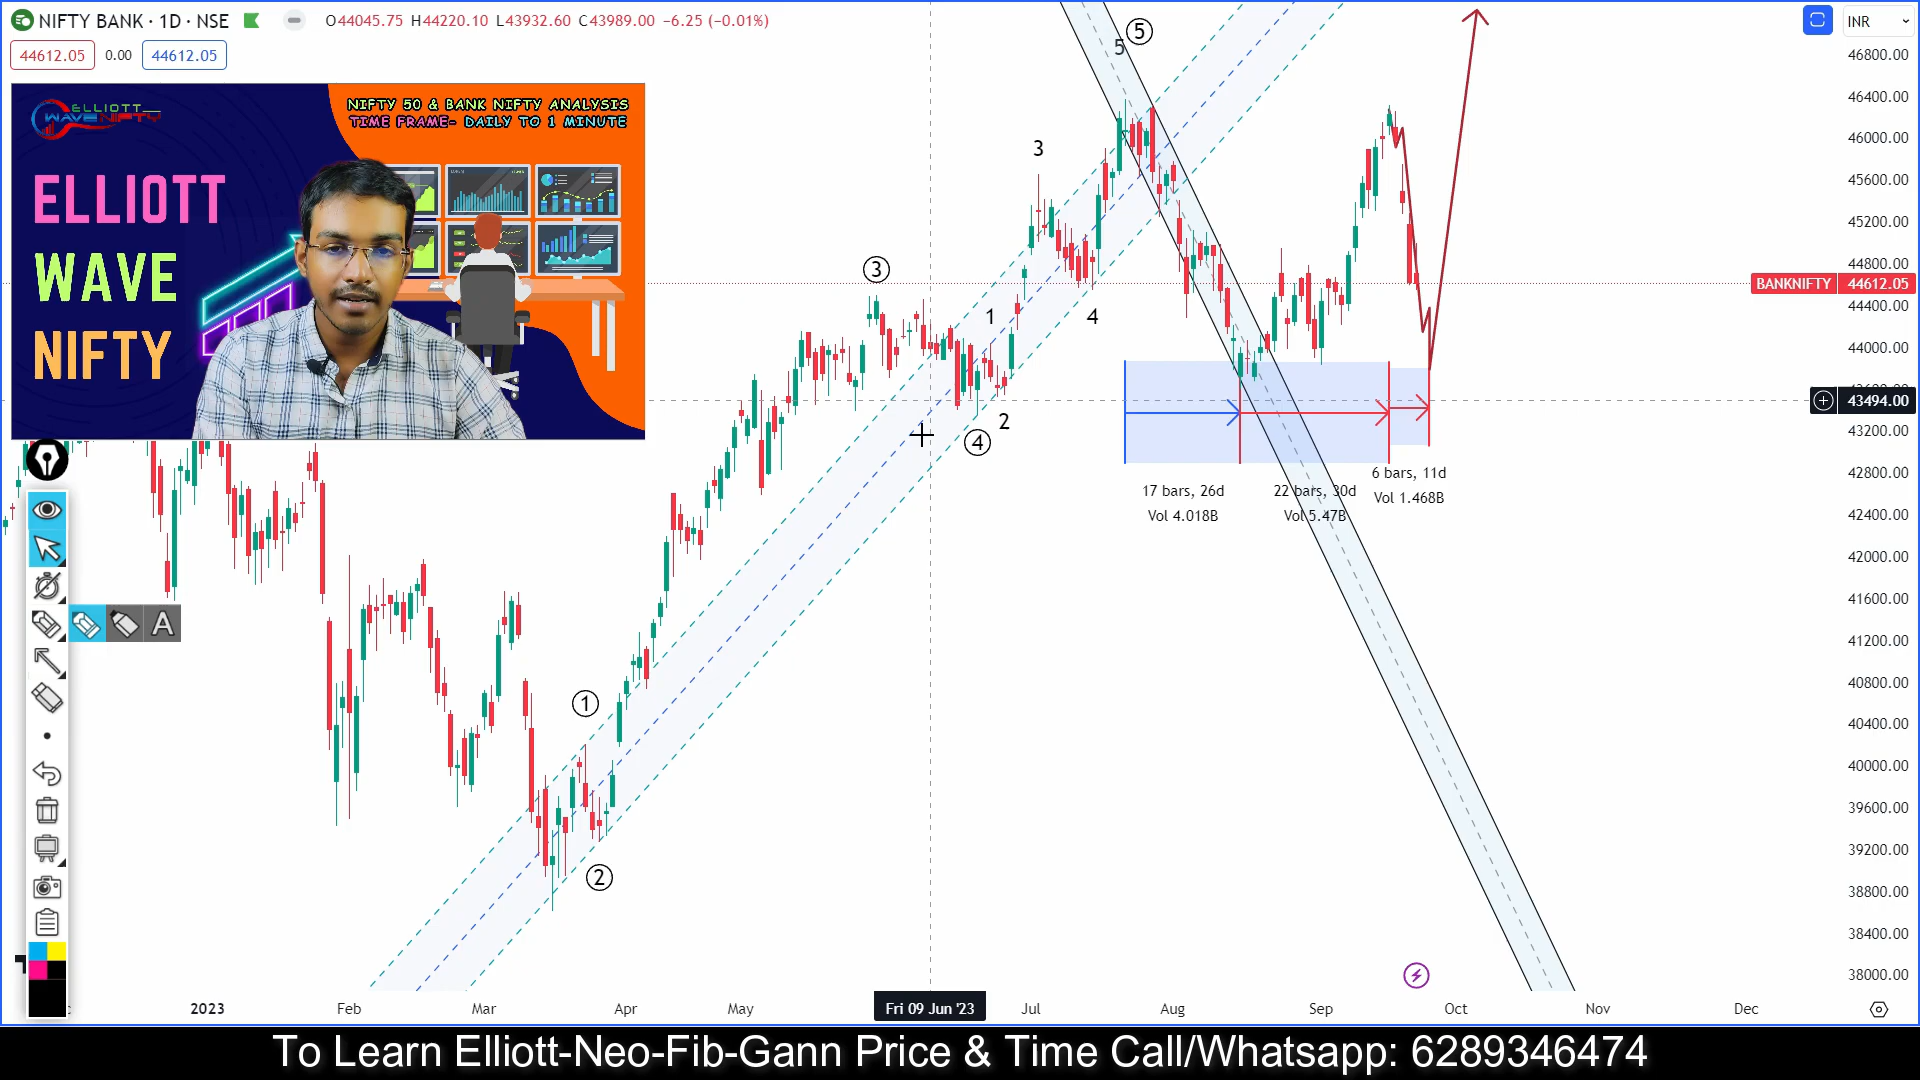 NIFTY BANK · 1D · NSE
O44045.75 H44220.10 L43932.60 C43989.00 −6.25 (−0.01%)
INR
44612.05 0.00 44612.05
ELLIOTT
WAVE NIFTY
NIFTY 50 & BANK NIFTY ANALYSIS
TIME FRAME- DAILY TO 1 MINUTE
ELLIOTT
WAVE
NIFTY
5
5
3
3
1
4
4
2
1
2
17 bars, 26d
Vol 4.018B
22 bars, 30d
Vol 5.47B
6 bars, 11d
Vol 1.468B
46800.00
46400.00
46000.00
45600.00
45200.00
44800.00
BANKNIFTY 44612.05
44400.00
44000.00
43494.00
43200.00
42800.00
42400.00
42000.00
41600.00
41200.00
40800.00
40400.00
40000.00
39600.00
39200.00
38800.00
38400.00
38000.00
A
2023 Feb Mar Apr May Fri 09 Jun '23 Jul Aug Sep Oct Nov Dec
To Learn Elliott-Neo-Fib-Gann Price & Time Call/Whatsapp: 6289346474